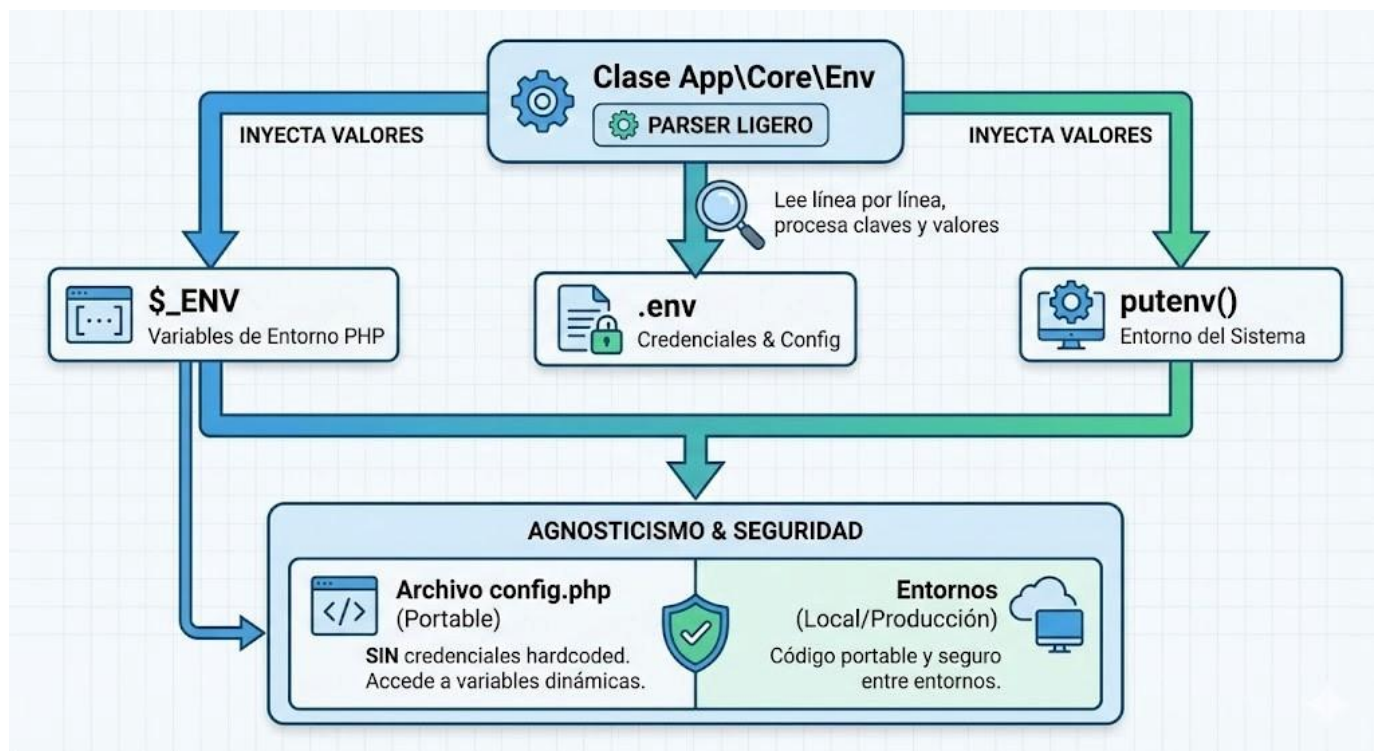 Clase App\Core\Env
PARSER LIGERO
INYECTA VALORES
INYECTA VALORES
Lee línea por línea,
procesa claves y valores
$_ENV
Variables de Entorno PHP
.env
Credenciales & Config
putenv()
Entorno del Sistema
AGNOSTICISMO & SEGURIDAD
Archivo config.php
(Portable)
SIN credenciales hardcoded.
Accede a variables dinámicas.
Entornos
(Local/Producción)
Código portable y seguro
entre entornos.
[...]
</>